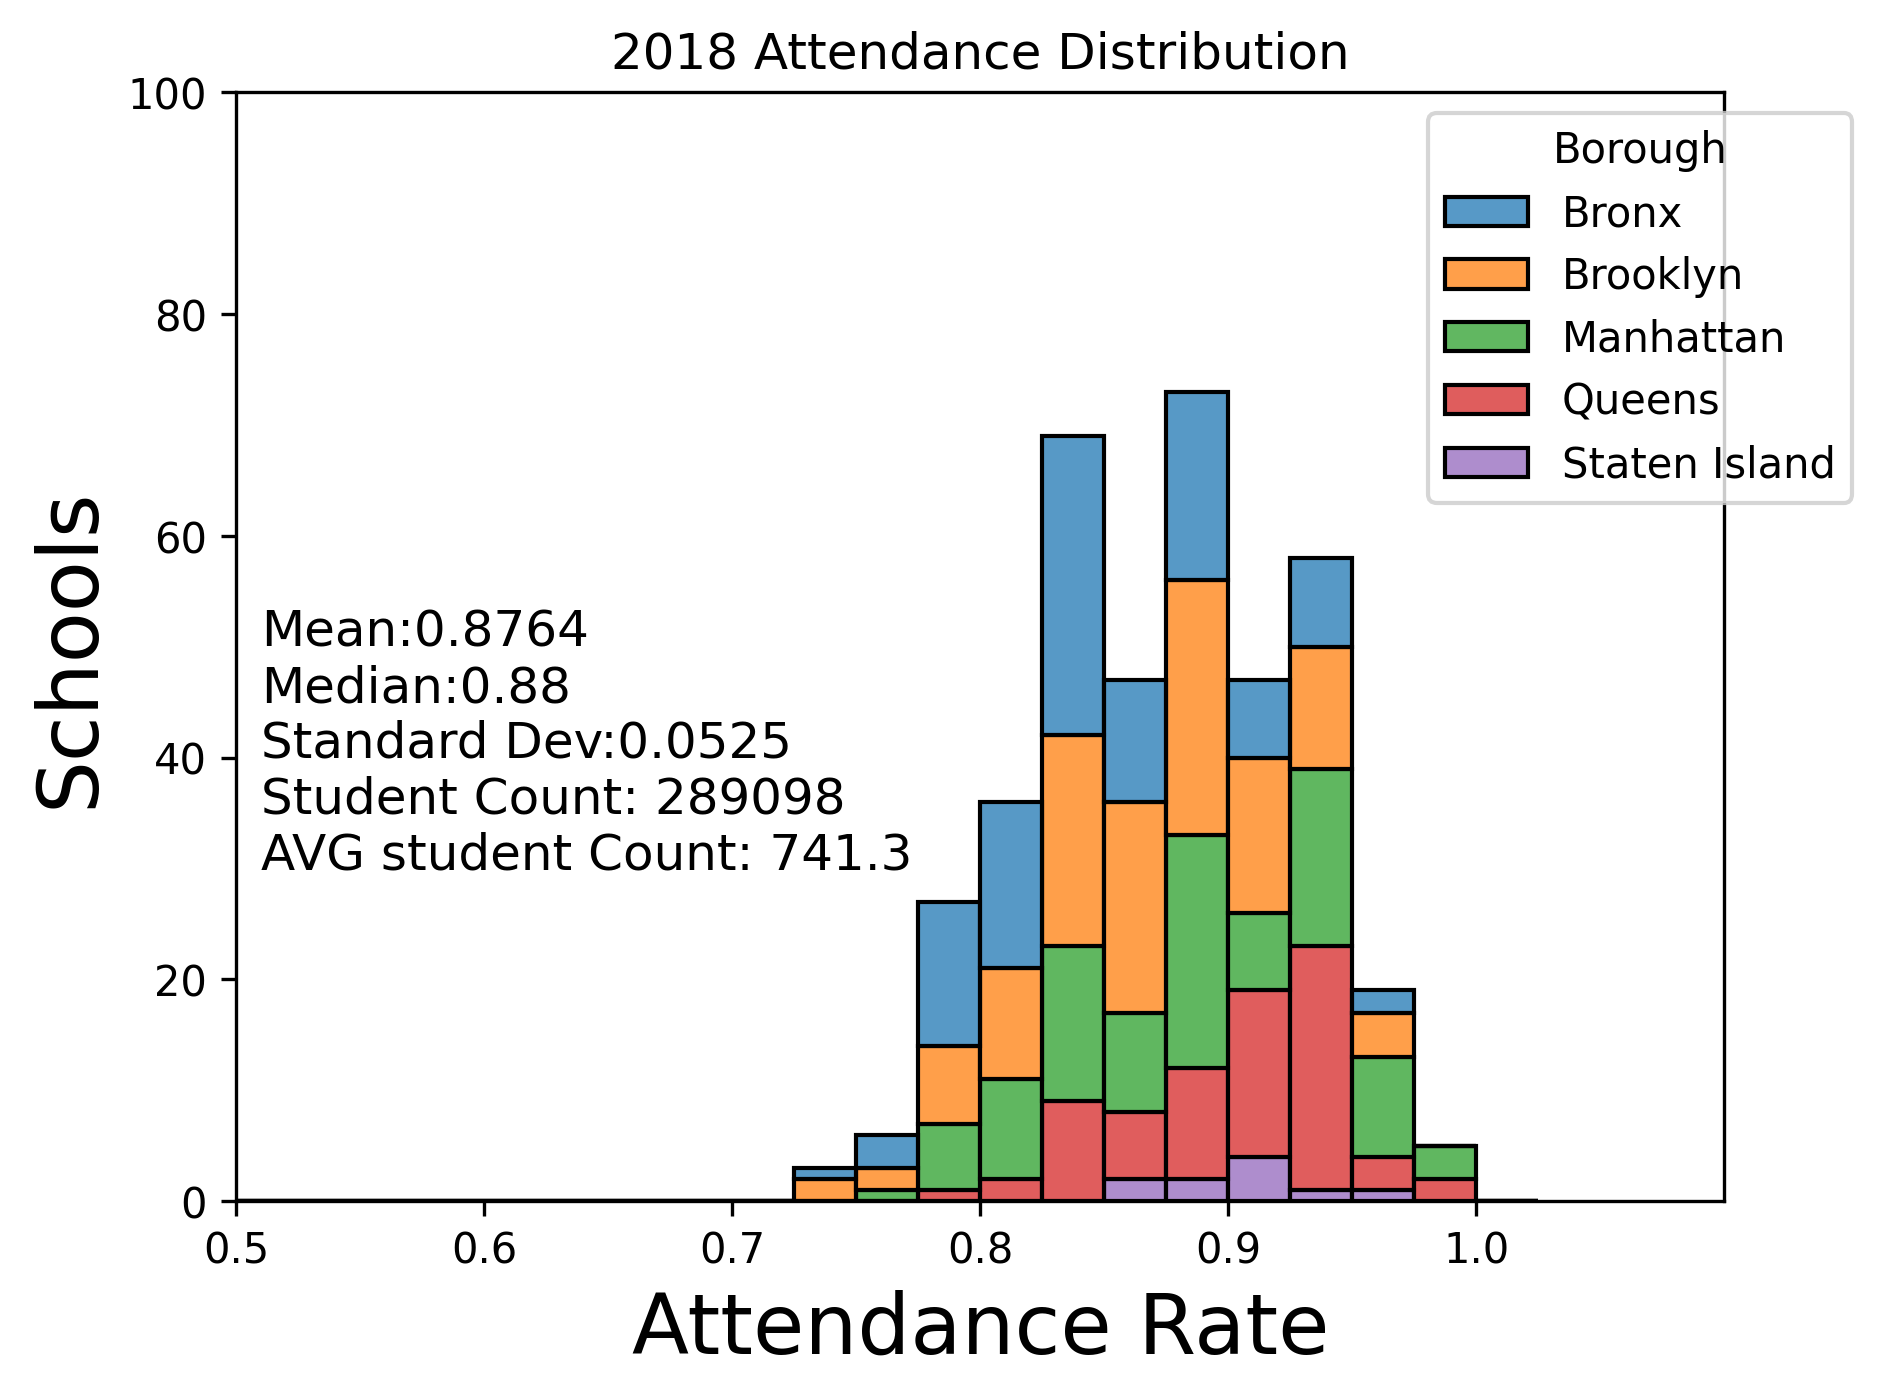 2018 Attendance Distribution
100
80
60
40
20
0
Schools
Mean:0.8764
Median:0.88
Standard Dev:0.0525
Student Count: 289098
AVG student Count: 741.3
Borough
Bronx
Brooklyn
Manhattan
Queens
Staten Island
0.5 0.6 0.7 0.8 0.9 1.0
Attendance Rate